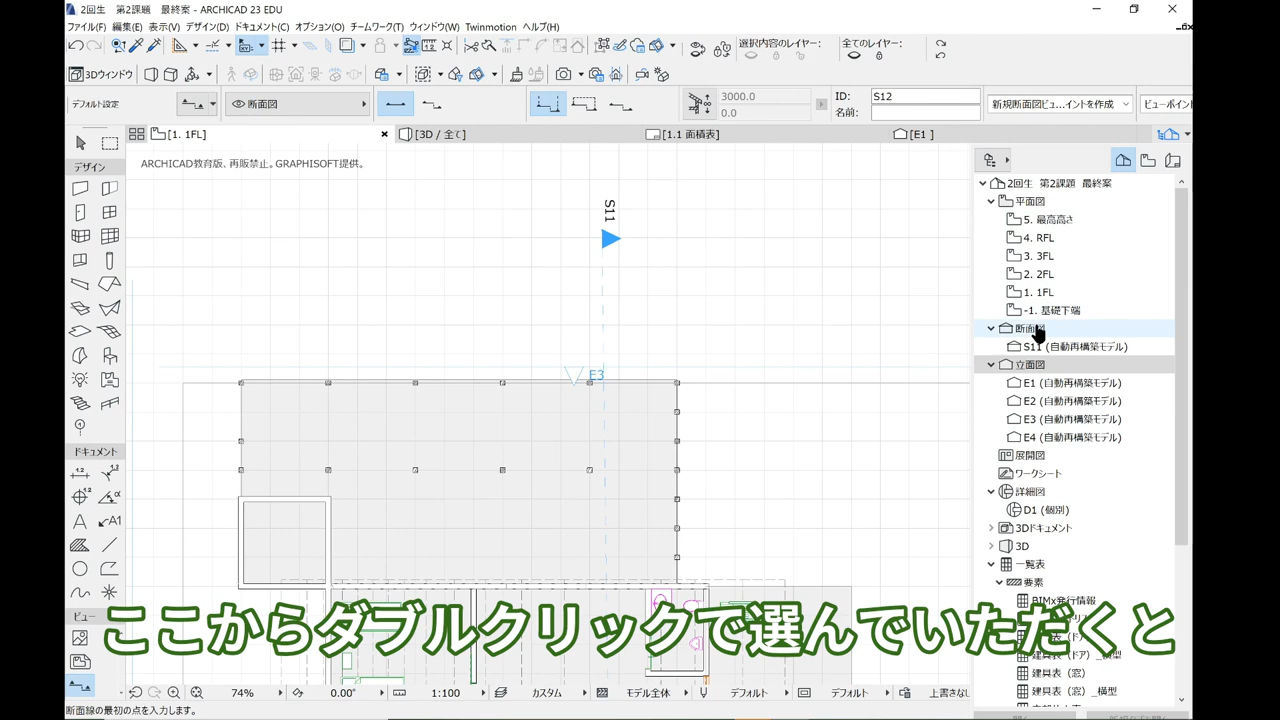 2回生　第2課題　最終案 - ARCHICAD 23 EDU
ファイル(F) 編集(E) 表示(V) デザイン(D) ドキュメント(C) オプション(O) チームワーク(T) ウィンドウ(W) Twinmotion ヘルプ(H)
選択内容のレイヤー: 全てのレイヤー:
3Dウィンドウ
デフォルト設定 断面図 3000.0 0.0 ID: S12 名前: 新規断面図ビュ...イントを作成 ビューポイント
[1. 1FL] [3D / 全て] [1.1 面積表] [E1 ]
ARCHICAD教育版、再販禁止。GRAPHISOFT提供。
デザイン
ドキュメント
ビュー
S11
E3
2回生　第2課題　最終案
平面図
5. 最高高さ
4. RFL
3. 3FL
2. 2FL
1. 1FL
-1. 基礎下端
断面図
S11 (自動再構築モデル)
立面図
E1 (自動再構築モデル)
E2 (自動再構築モデル)
E3 (自動再構築モデル)
E4 (自動再構築モデル)
展開図
ワークシート
詳細図
D1 (個別)
3Dドキュメント
3D
一覧表
要素
BIMx発行情報
建具表（窓）
建具表（窓）_模型
ここからダブルクリックで選んでいただくと
74% 0.00° 1:100 カスタム モデル全体 デフォルト デフォルト 上書きなし
断面線の最初の点を入力します。